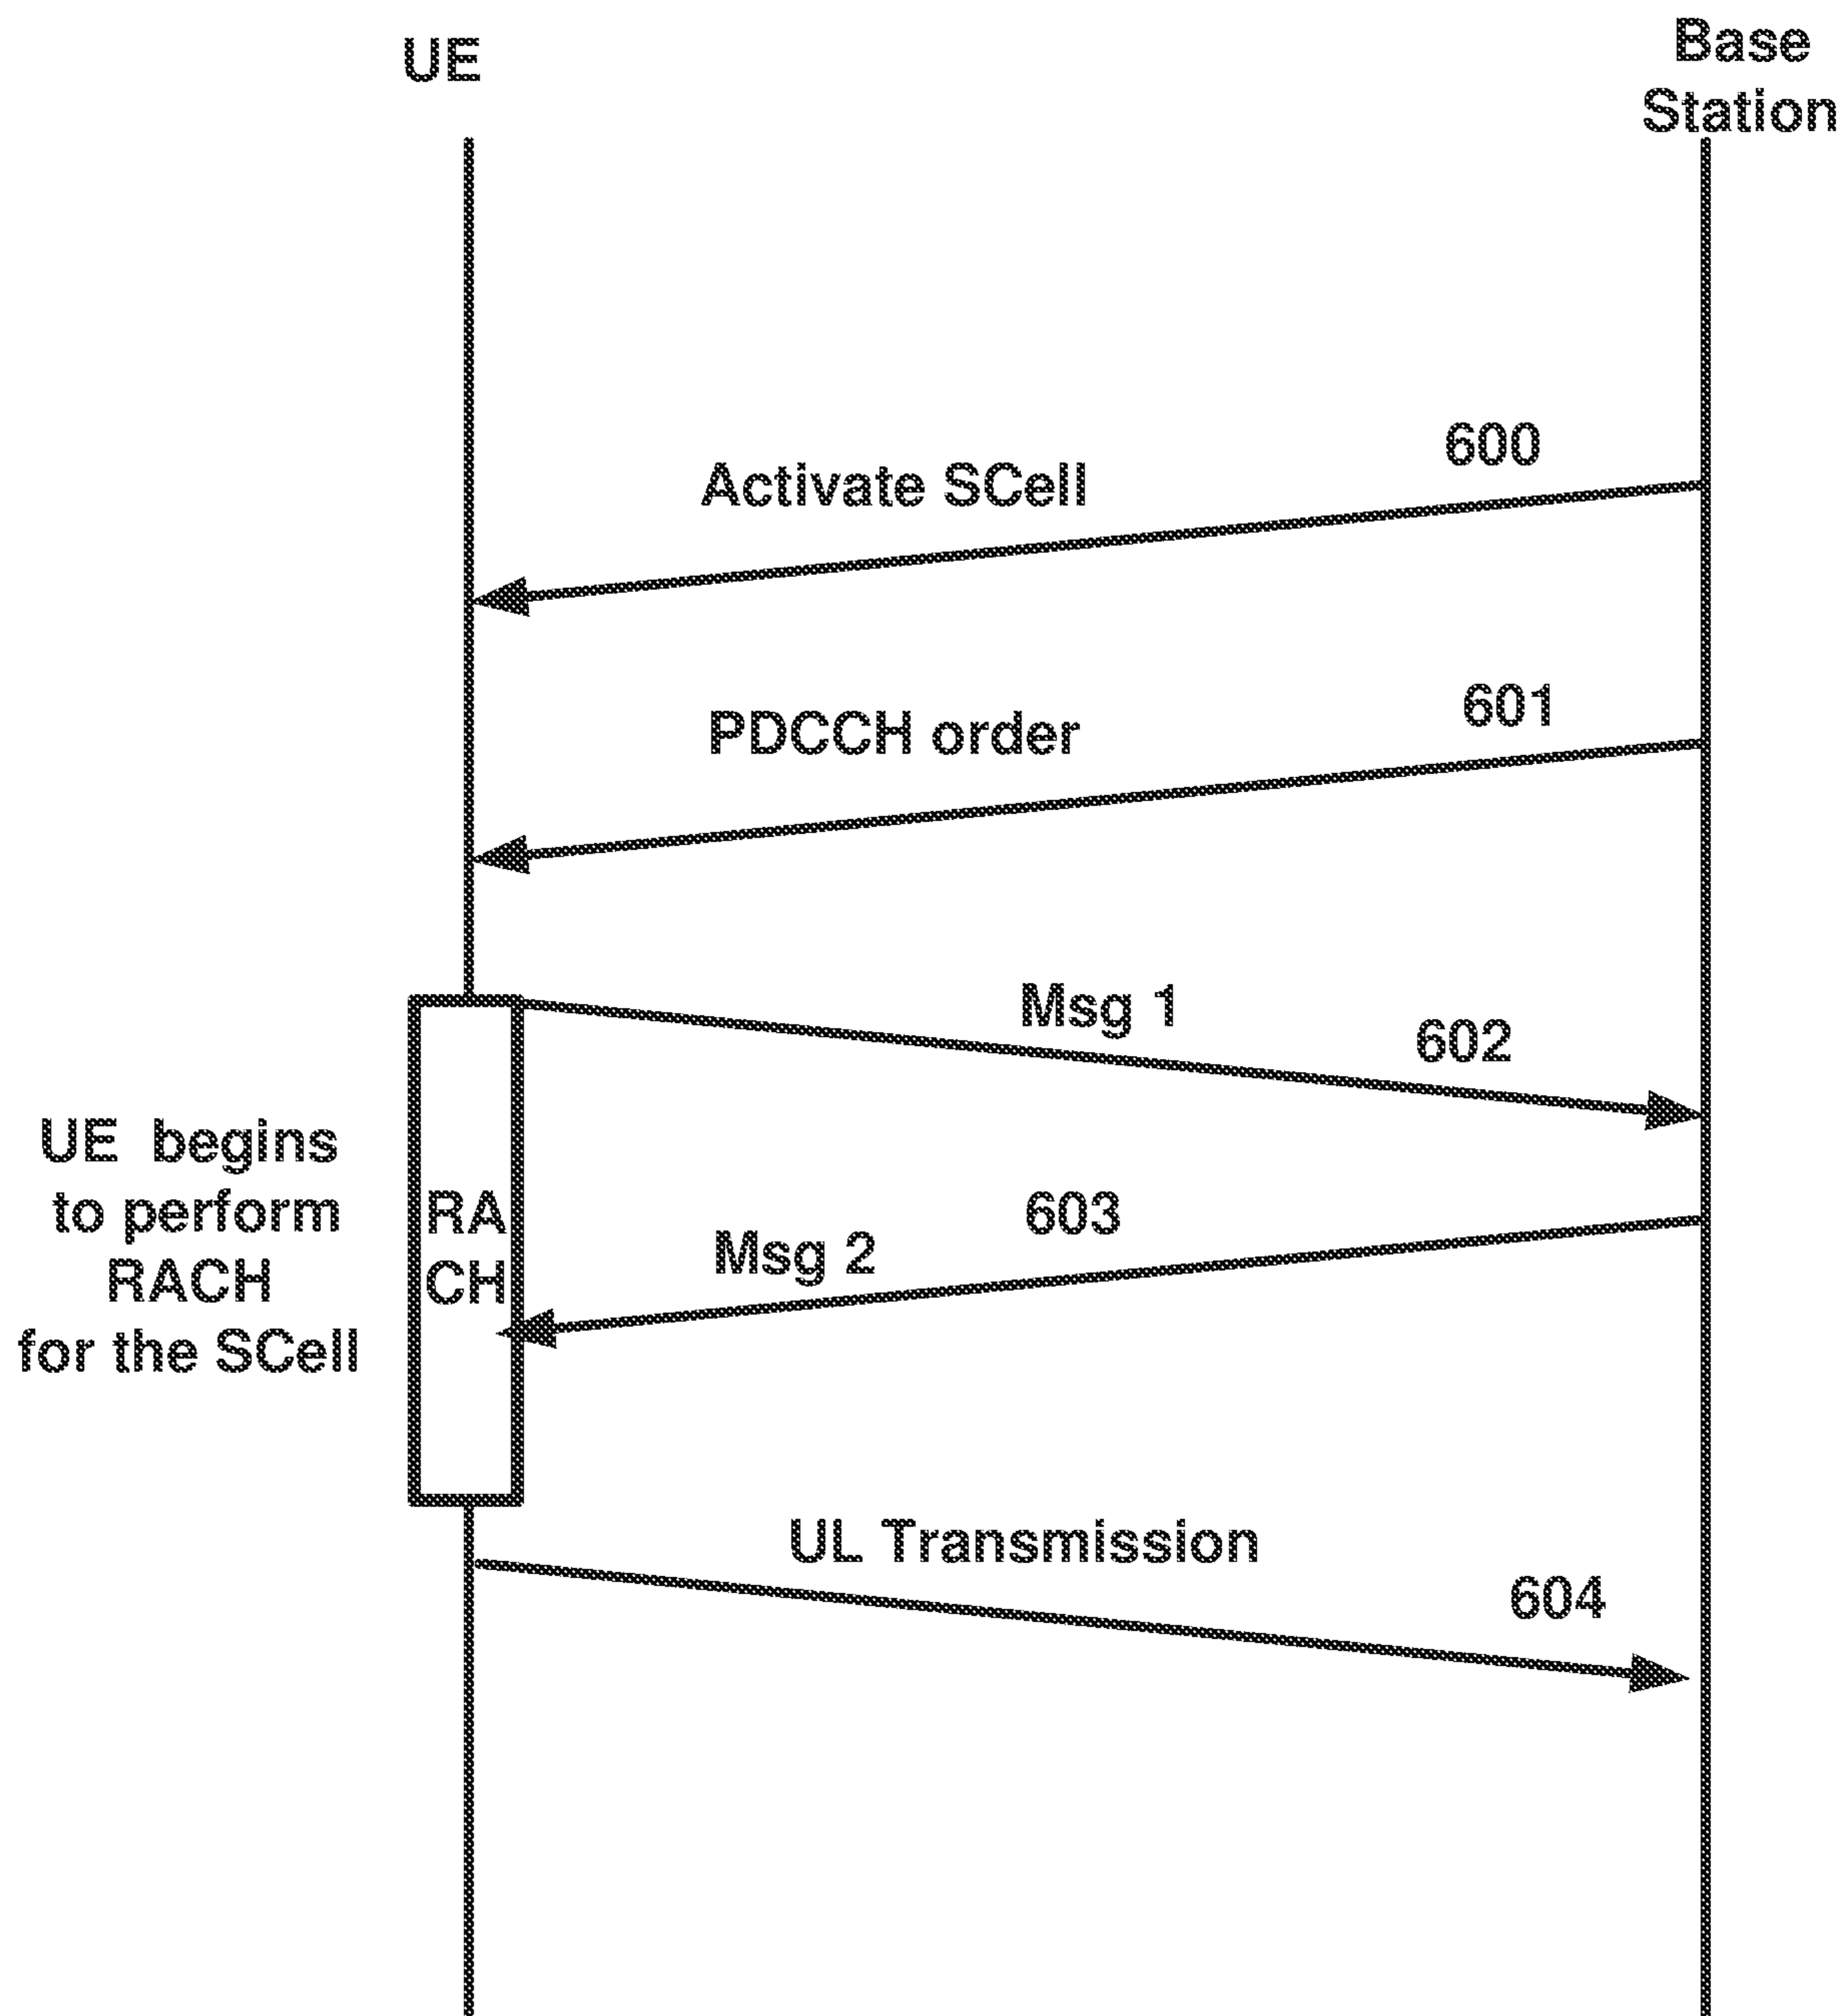 UE
Base
Station
600
Activate SCell
601
PDCCH order
Msg 1
602
UE begins
to perform
RACH
for the SCell
RA
CH
603
Msg 2
UL Transmission
604